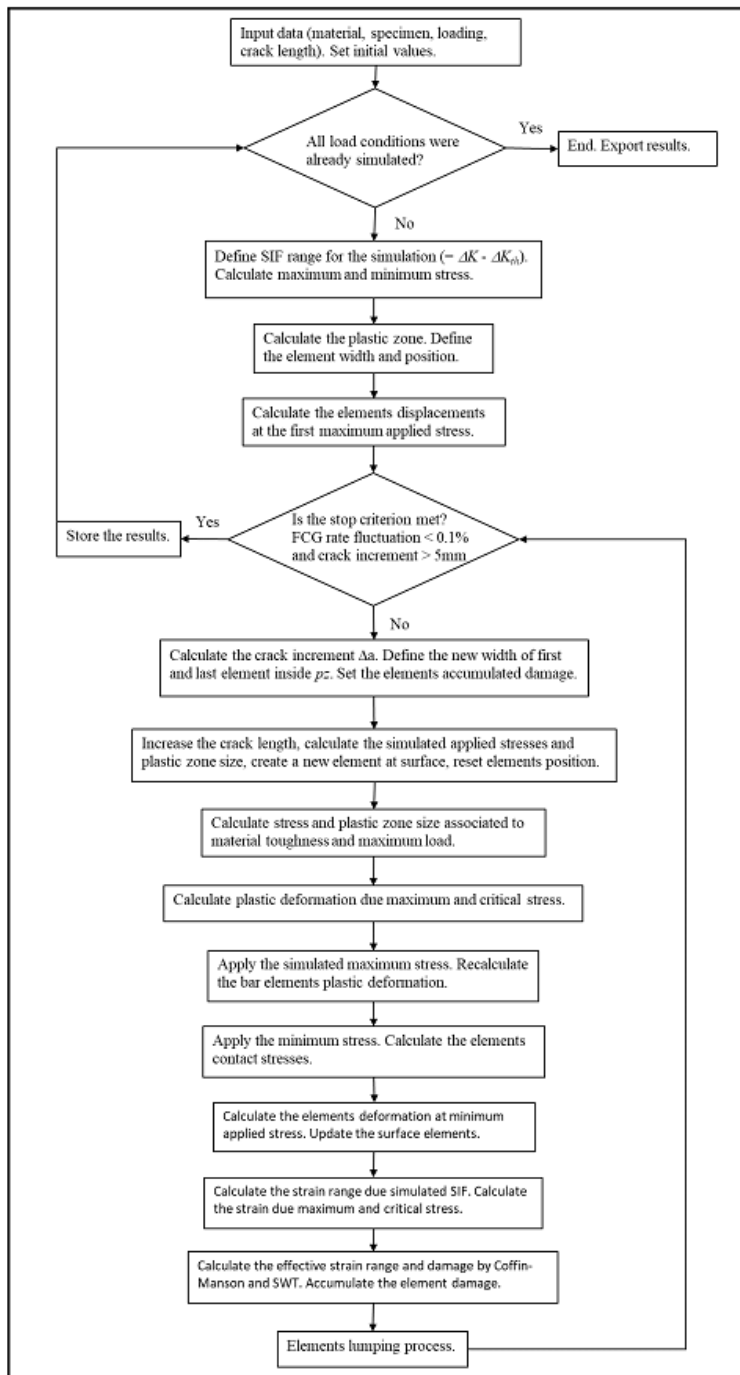 Input data (material, specimen, loading,
crack length). Set initial values.
All load conditions were
already simulated?
Yes
End. Export results.
No
Define SIF range for the simulation (= ΔK - ΔKth).
Calculate maximum and minimum stress.
Calculate the plastic zone. Define
the element width and position.
Calculate the elements displacements
at the first maximum applied stress.
Is the stop criterion met?
FCG rate fluctuation < 0.1%
and crack increment > 5mm
Yes
Store the results.
No
Calculate the crack increment Δa. Define the new width of first
and last element inside pz. Set the elements accumulated damage.
Increase the crack length, calculate the simulated applied stresses and
plastic zone size, create a new element at surface, reset elements position.
Calculate stress and plastic zone size associated to
material toughness and maximum load.
Calculate plastic deformation due maximum and critical stress.
Apply the simulated maximum stress. Recalculate
the bar elements plastic deformation.
Apply the minimum stress. Calculate the elements
contact stresses.
Calculate the elements deformation at minimum
applied stress. Update the surface elements.
Calculate the strain range due simulated SIF. Calculate
the strain due maximum and critical stress.
Calculate the effective strain range and damage by Coffin-
Manson and SWT. Accumulate the element damage.
Elements lumping process.